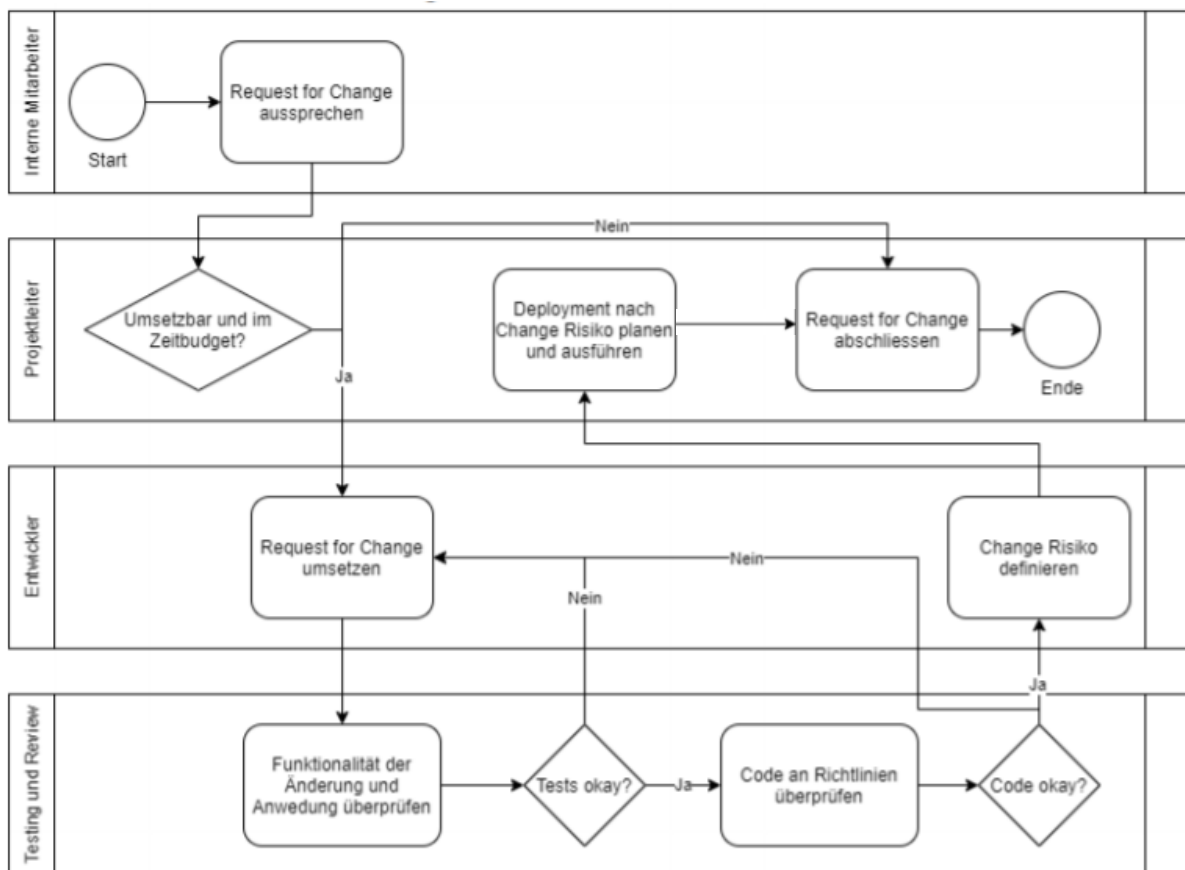 Interne Mitarbeiter
Start
Request for Change
aussprechen
Projektleiter
Umsetzbar und im
Zeitbudget?
Nein
Ja
Deployment nach
Change Risiko planen
und ausführen
Request for Change
abschliessen
Ende
Entwickler
Request for Change
umsetzen
Nein
Nein
Change Risiko
definieren
Ja
Testing und Review
Funktionalität der
Änderung und
Anwedung überprüfen
Tests okay?
Ja
Code an Richtlinien
überprüfen
Code okay?